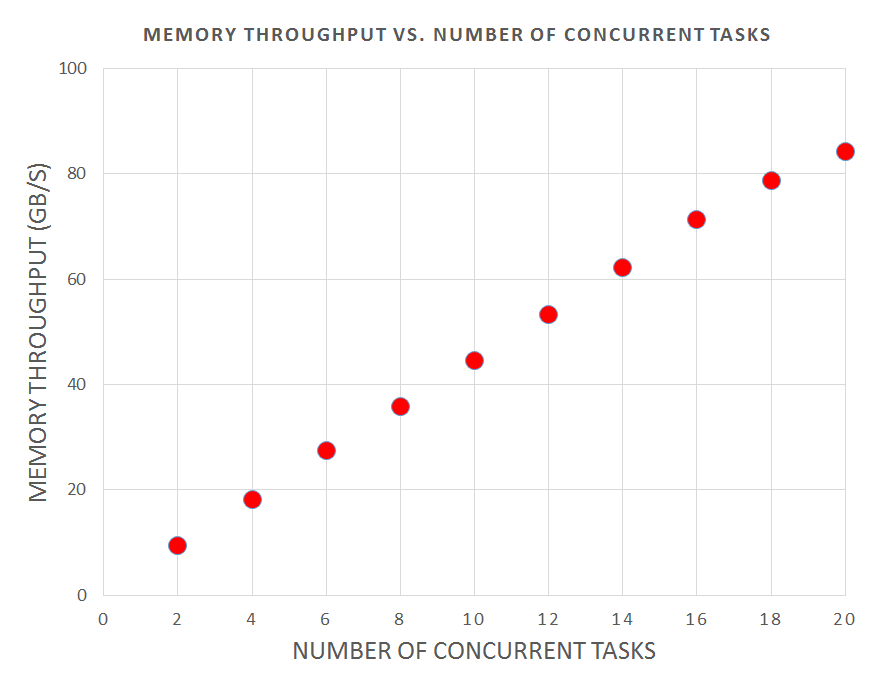 MEMORY THROUGHPUT VS. NUMBER OF CONCURRENT TASKS
MEMORY THROUGHPUT (GB/S)
100
80
60
40
20
0
0 2 4 6 8 10 12 14 16 18 20
NUMBER OF CONCURRENT TASKS